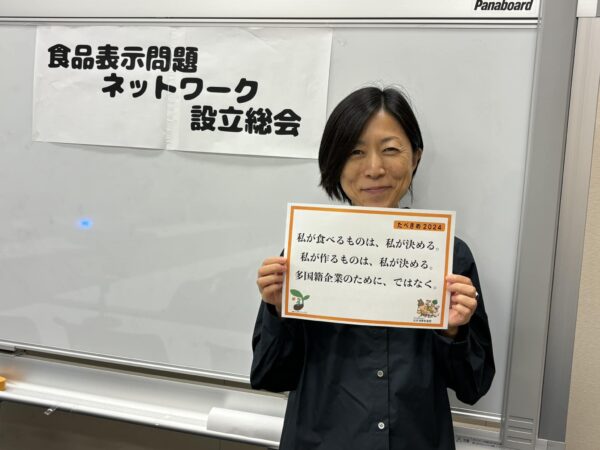 Panaboard
食品表示問題
ネットワーク
設立総会
たべきめ2024
私が食べるものは、私が決める。
私が作るものは、私が決める。
多国籍企業のために、ではなく。